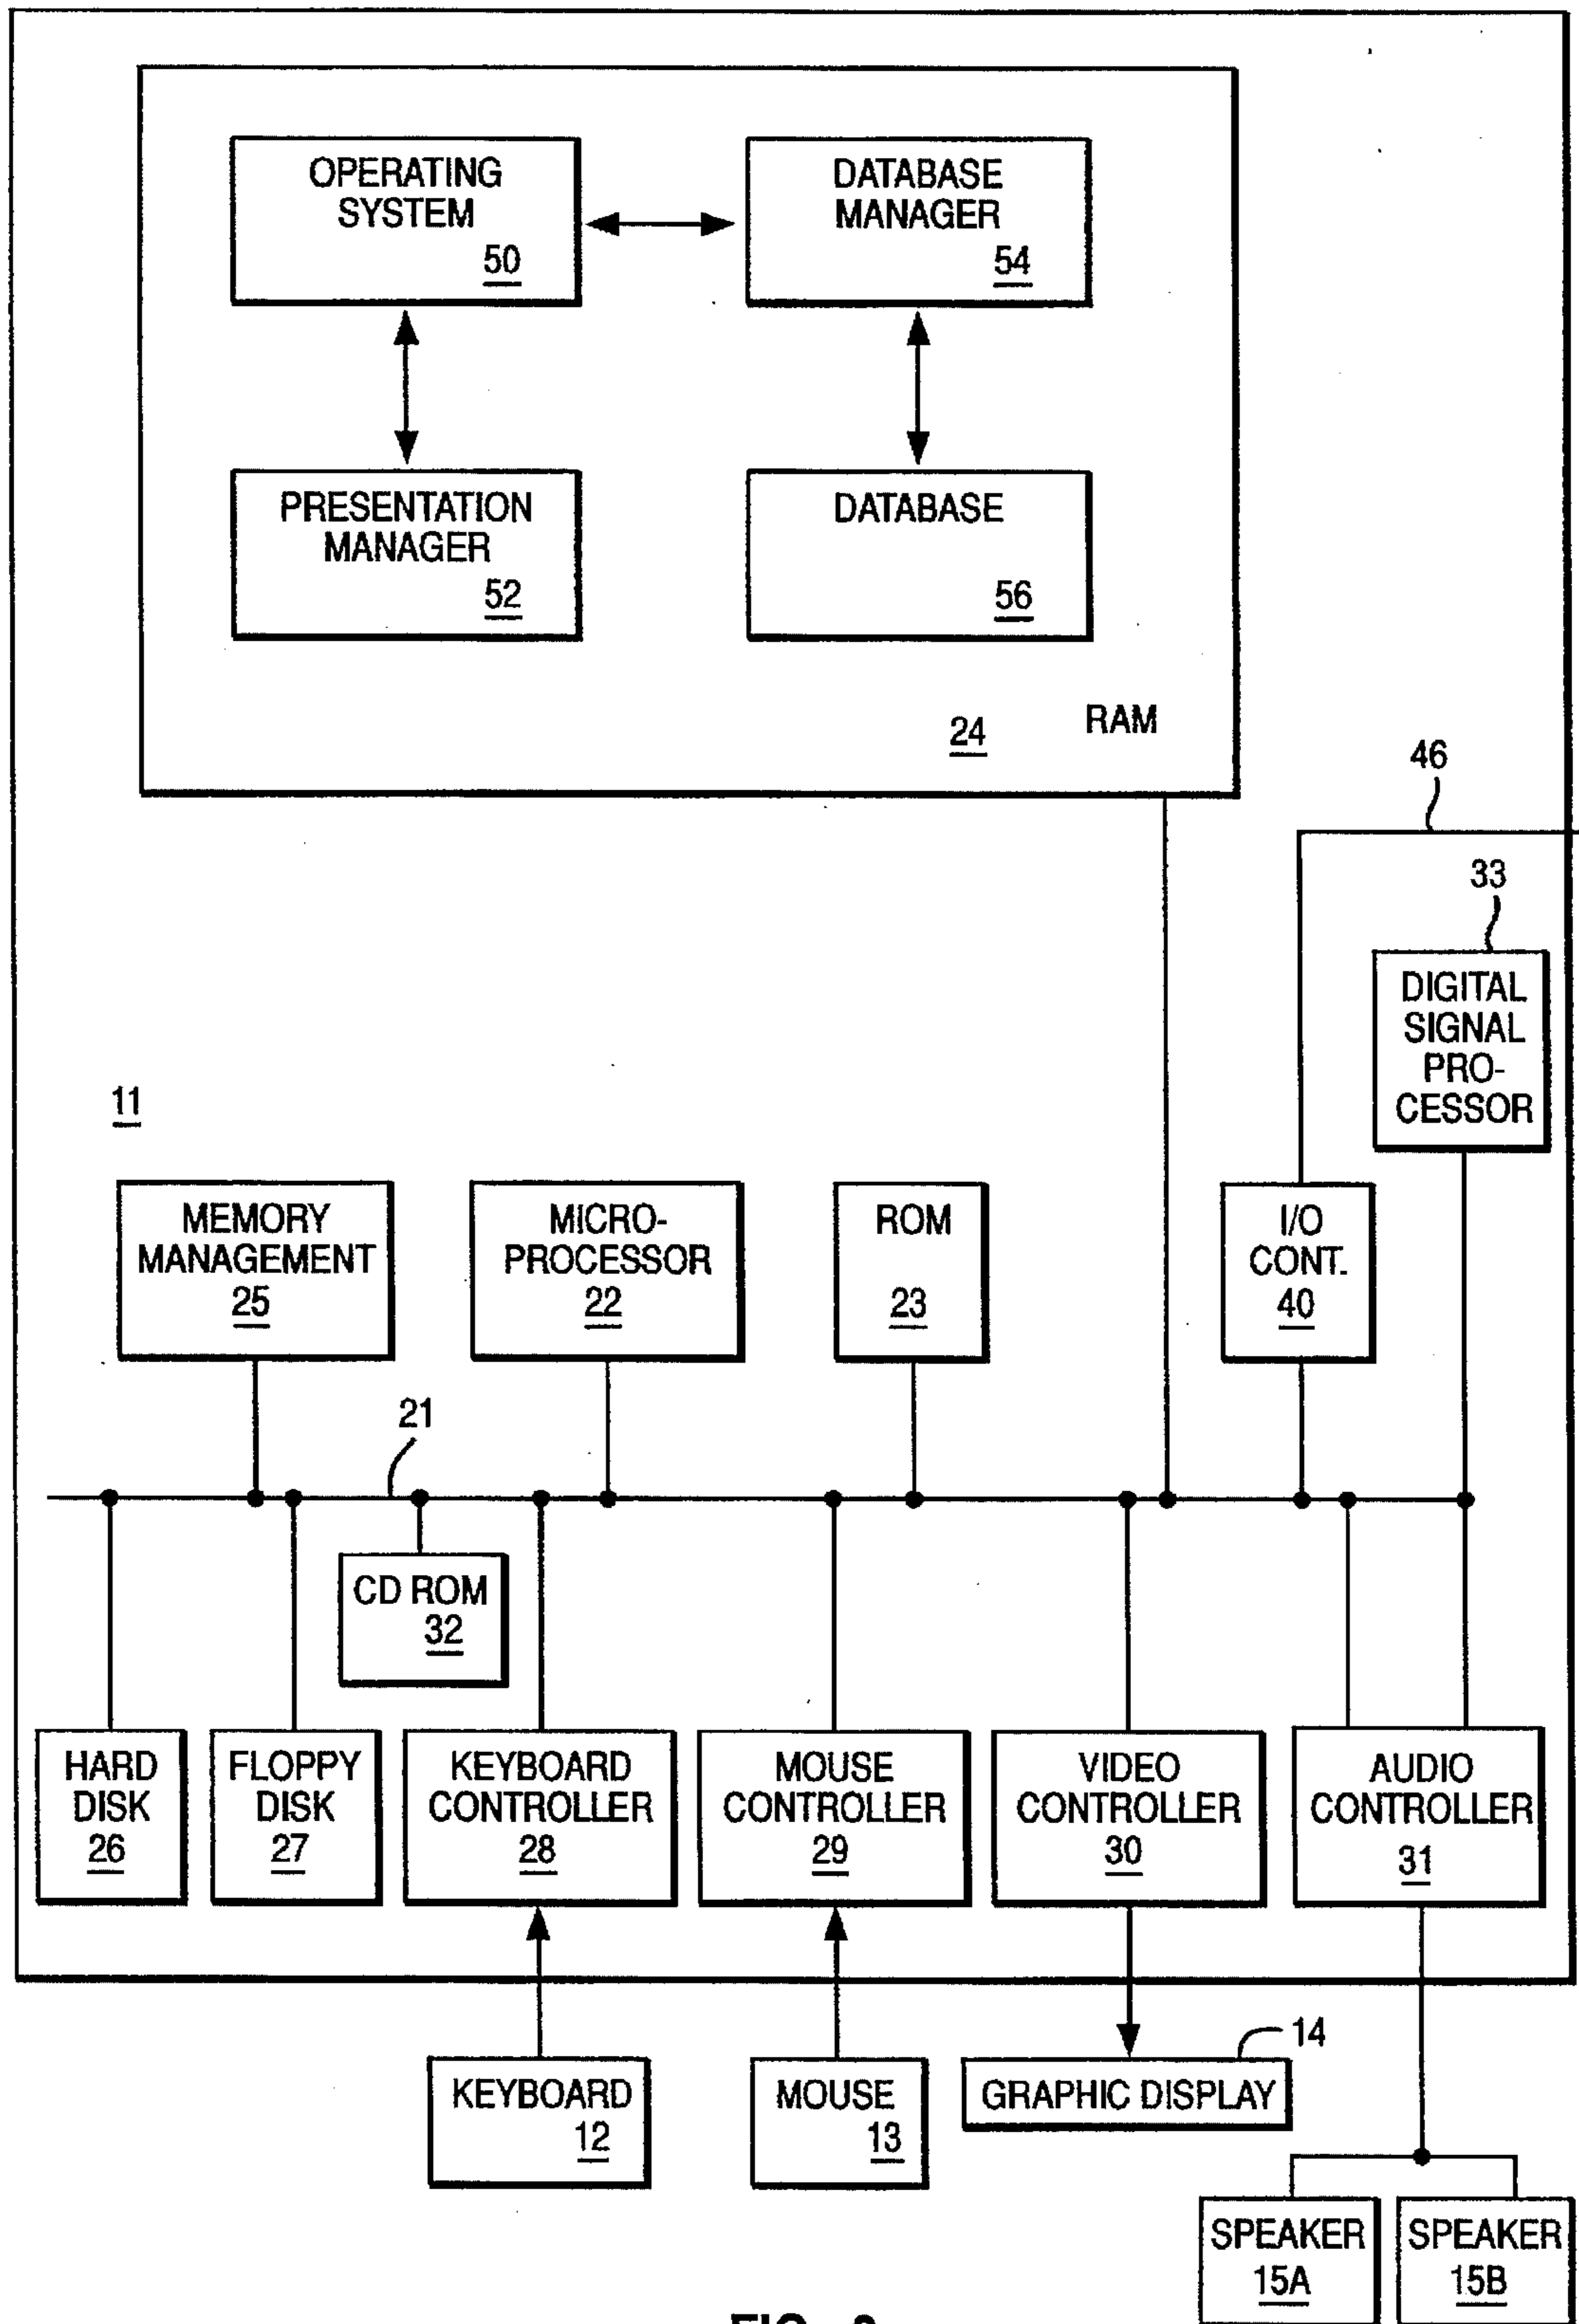 OPERATING
SYSTEM
50
DATABASE
MANAGER
54
PRESENTATION
MANAGER
52
DATABASE
56
24
RAM
46
33
DIGITAL
SIGNAL
PRO-
CESSOR
11
MEMORY
MANAGEMENT
25
MICRO-
PROCESSOR
22
ROM
23
I/O
CONT.
40
21
CD ROM
32
HARD
DISK
26
FLOPPY
DISK
27
KEYBOARD
CONTROLLER
28
MOUSE
CONTROLLER
29
VIDEO
CONTROLLER
30
AUDIO
CONTROLLER
31
KEYBOARD
12
MOUSE
13
14
GRAPHIC DISPLAY
SPEAKER
15A
SPEAKER
15B